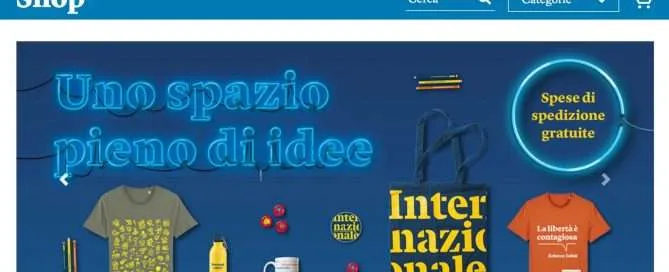 Shop
Cerca
Categorie
Uno spazio
pieno di idee
Spese di
spedizione
gratuite
Inter
nazio
nale
Inter
nazio
nale
La libertà è
contagiosa